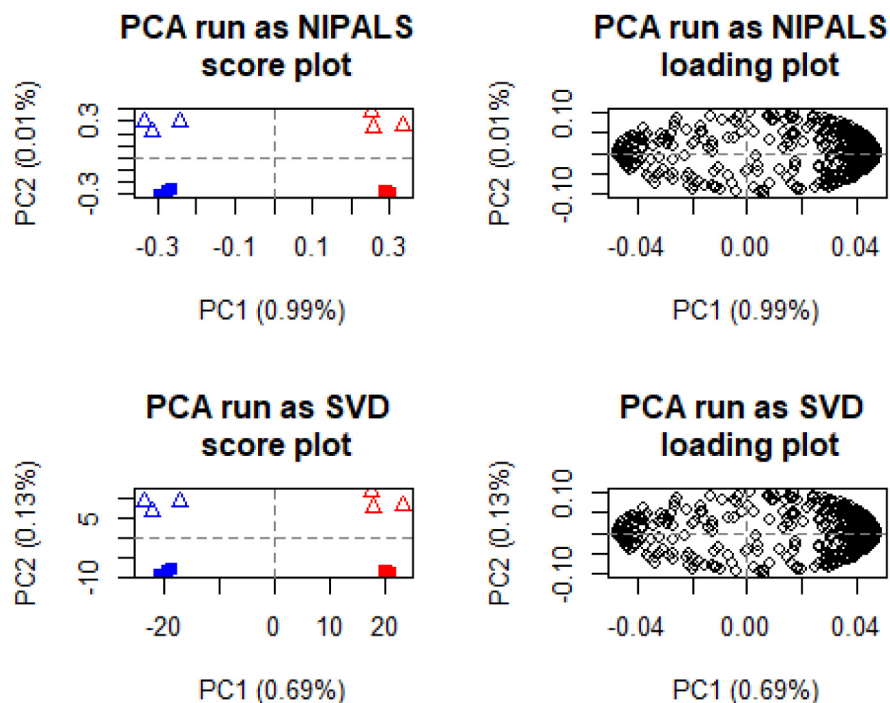 PCA run as NIPALS
score plot
PC2 (0.01%)
0.3
-0.3
-0.3 -0.1 0.1 0.3
PC1 (0.99%)
PCA run as NIPALS
loading plot
PC2 (0.01%)
0.10
-0.10
-0.04 0.00 0.04
PC1 (0.99%)
PCA run as SVD
score plot
PC2 (0.13%)
5
-10
-20 0 10 20
PC1 (0.69%)
PCA run as SVD
loading plot
PC2 (0.13%)
0.10
-0.10
-0.04 0.00 0.04
PC1 (0.69%)